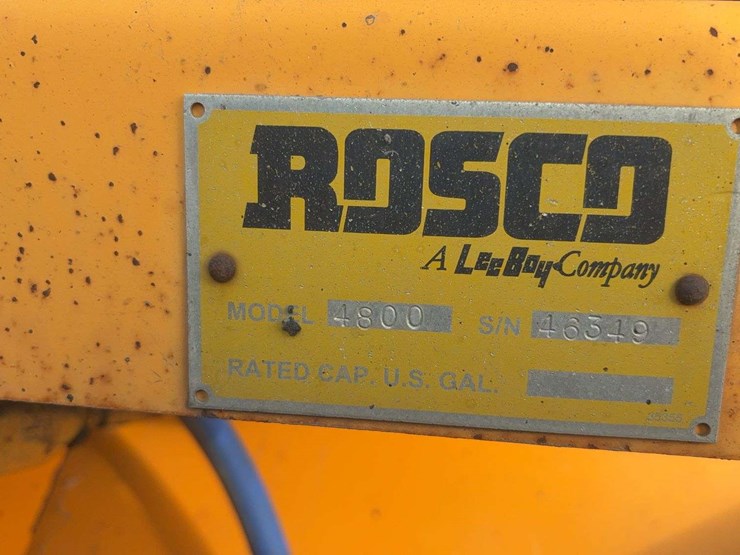 ROSCO
A LeeBoy Company
MODEL 4800 S/N 46349
RATED CAP. U.S. GAL.